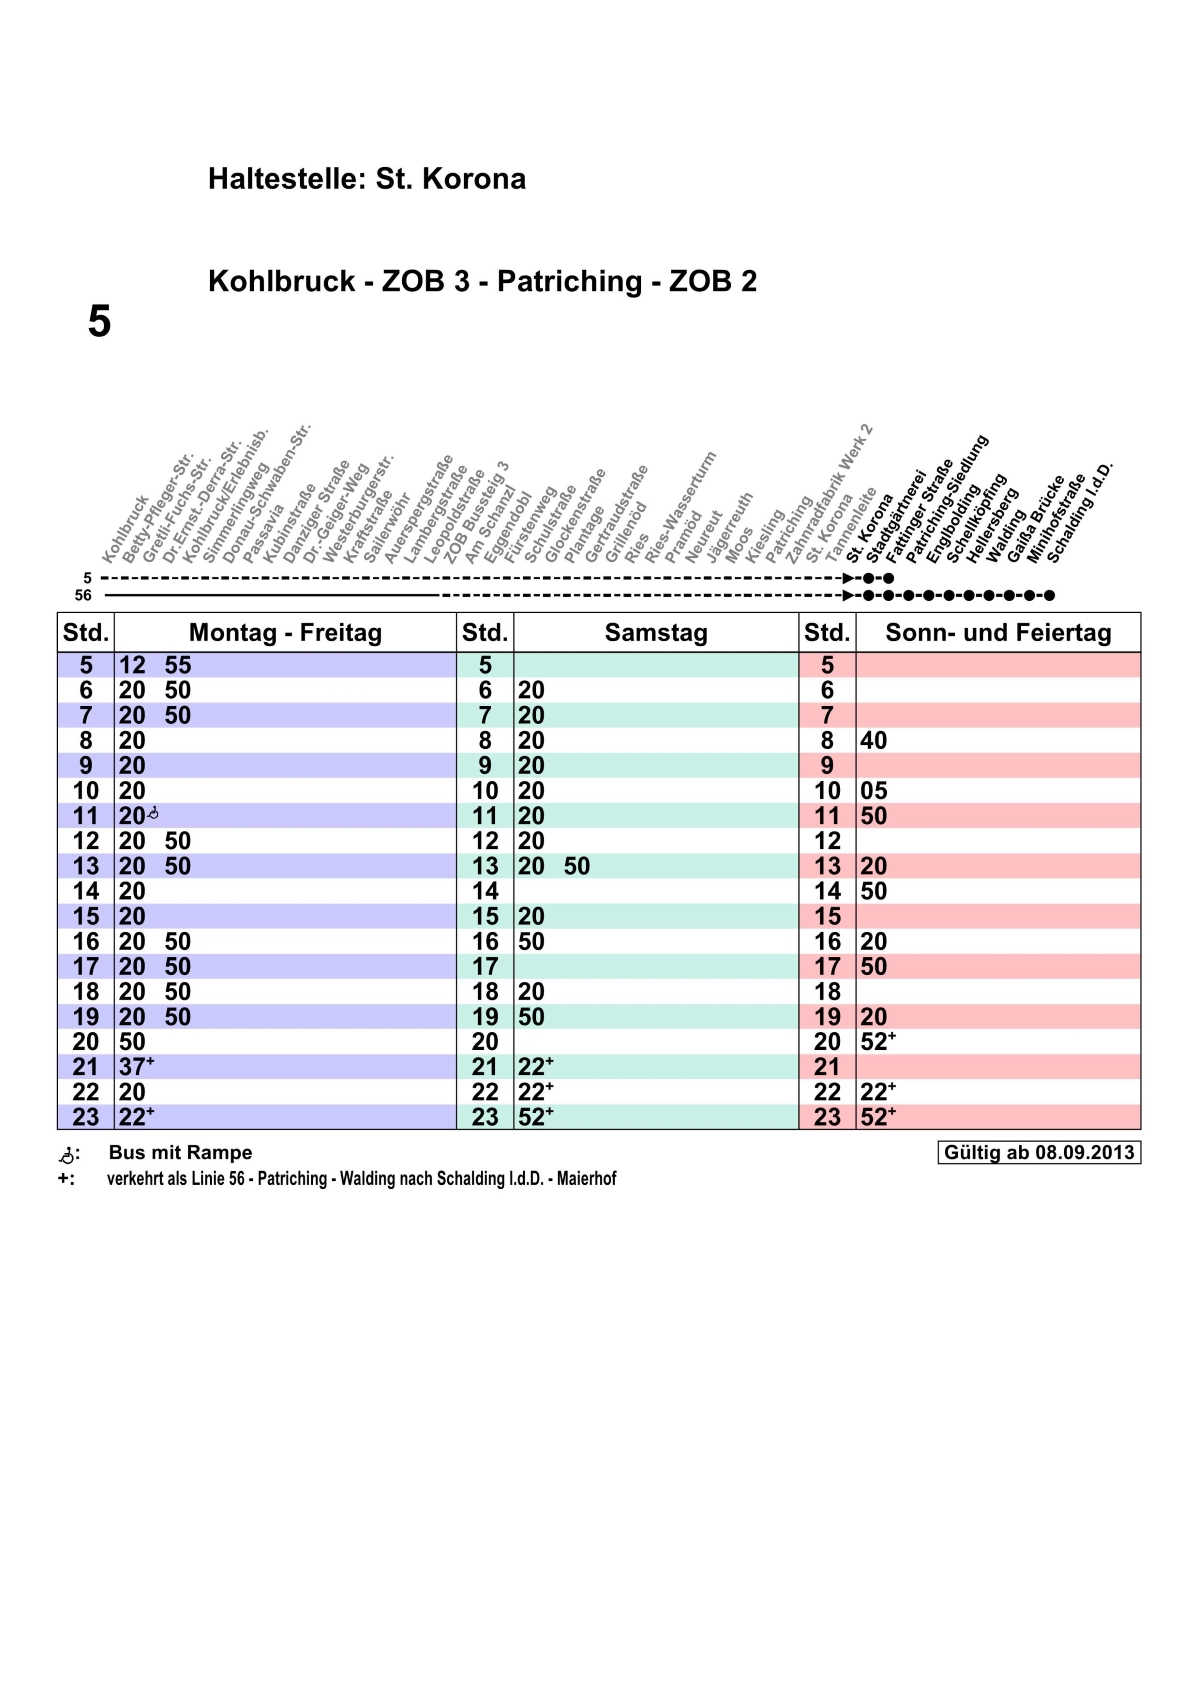 Haltestelle: St. Korona
Kohlbruck - ZOB 3 - Patriching - ZOB 2
5
Kohlbruck
Betty-Pfleger-Str.
Gretli-Fuchs-Str.
Dr.Ernst.-Derra-Str.
Kohlbruck/Erlebnisb.
Simmerlingweg
Donau-Schwaben-Str.
Passavia
Kubinstraße
Danziger Straße
Dr.-Geiger-Weg
Westerburgerstr.
Kraftstraße
Sailerwöhr
Auerspergstraße
Lambergstraße
Leopoldstraße
ZOB Bussteig 3
Am Schanzl
Eggendobl
Fürstenweg
Schulstraße
Glockenstraße
Plantage
Gertraudstraße
Grillenöd
Ries
Ries-Wasserturm
Pramöd
Neureut
Jägerreuth
Moos
Kiesling
Patriching
Zahnradfabrik Werk 2
St. Korona
Tannenleite
St. Korona
Stadtgärtnerei
Fattinger Straße
Patriching-Siedlung
Englbolding
Schellköpfing
Hellersberg
Walding
Gaißa Brücke
Minihofstraße
Schalding l.d.D.
5
56
Std. Montag - Freitag Std. Samstag Std. Sonn- und Feiertag
5 12 55 5 5
6 20 50 6 20 6
7 20 50 7 20 7
8 20 8 20 8 40
9 20 9 20 9
10 20 10 20 10 05
11 20 11 20 11 50
12 20 50 12 20 12
13 20 50 13 20 50 13 20
14 20 14 14 50
15 20 15 20 15
16 20 50 16 50 16 20
17 20 50 17 17 50
18 20 50 18 20 18
19 20 50 19 50 19 20
20 50 20 20 52+
21 37+ 21 22+ 21
22 20 22 22+ 22 22+
23 22+ 23 52+ 23 52+
: Bus mit Rampe Gültig ab 08.09.2013
+: verkehrt als Linie 56 - Patriching - Walding nach Schalding l.d.D. - Maierhof